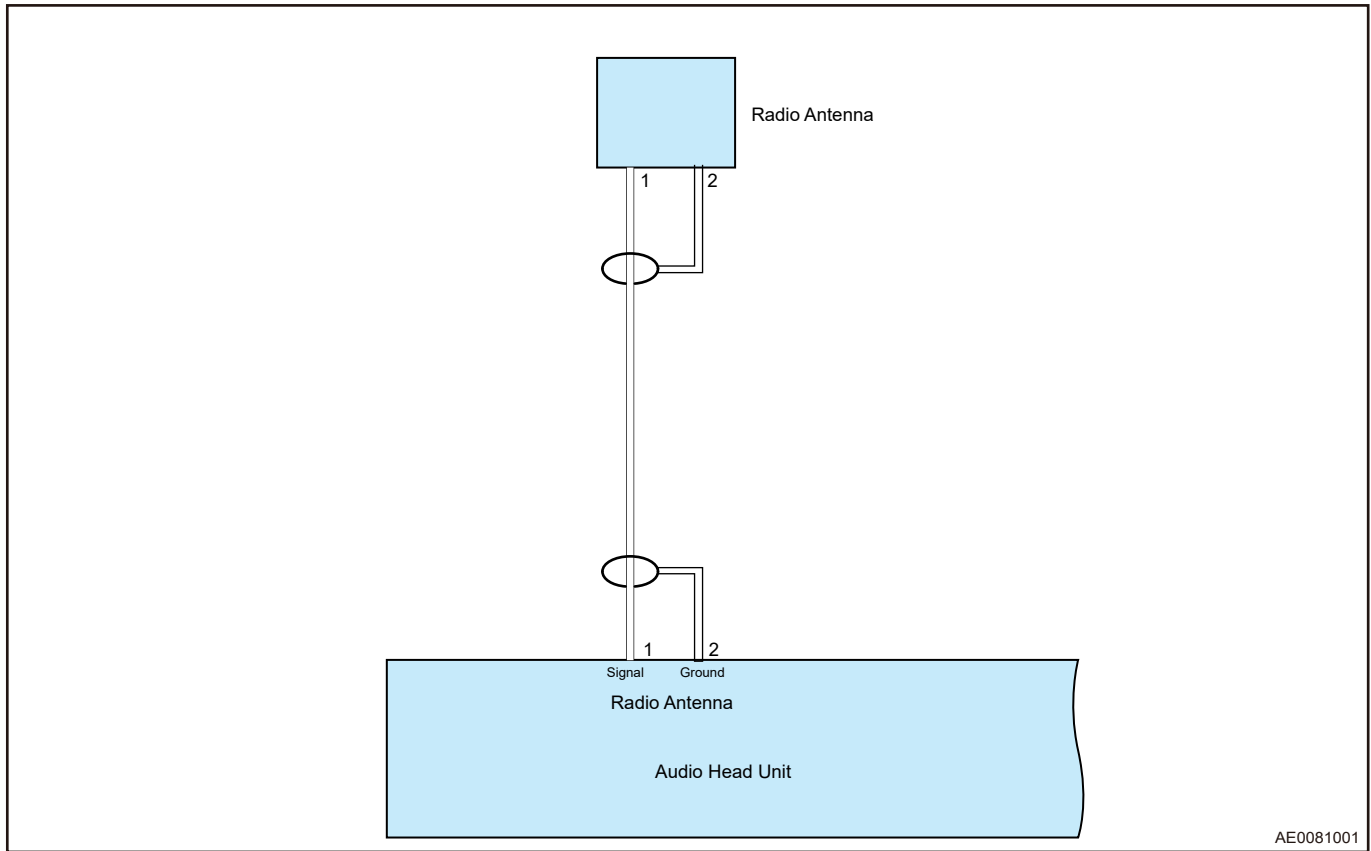 Radio Antenna
1 2
1 2
Signal Ground
Radio Antenna
Audio Head Unit
AE0081001